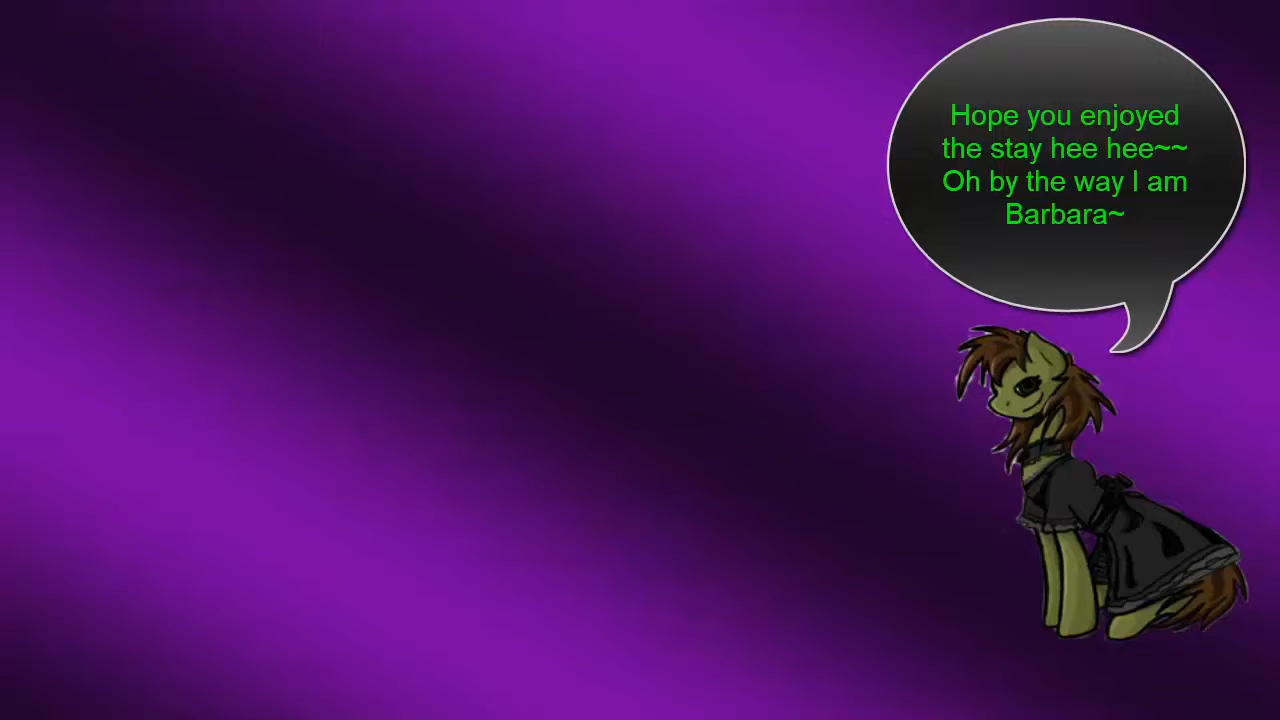 Hope you enjoyed
the stay hee hee~~
Oh by the way I am
Barbara~